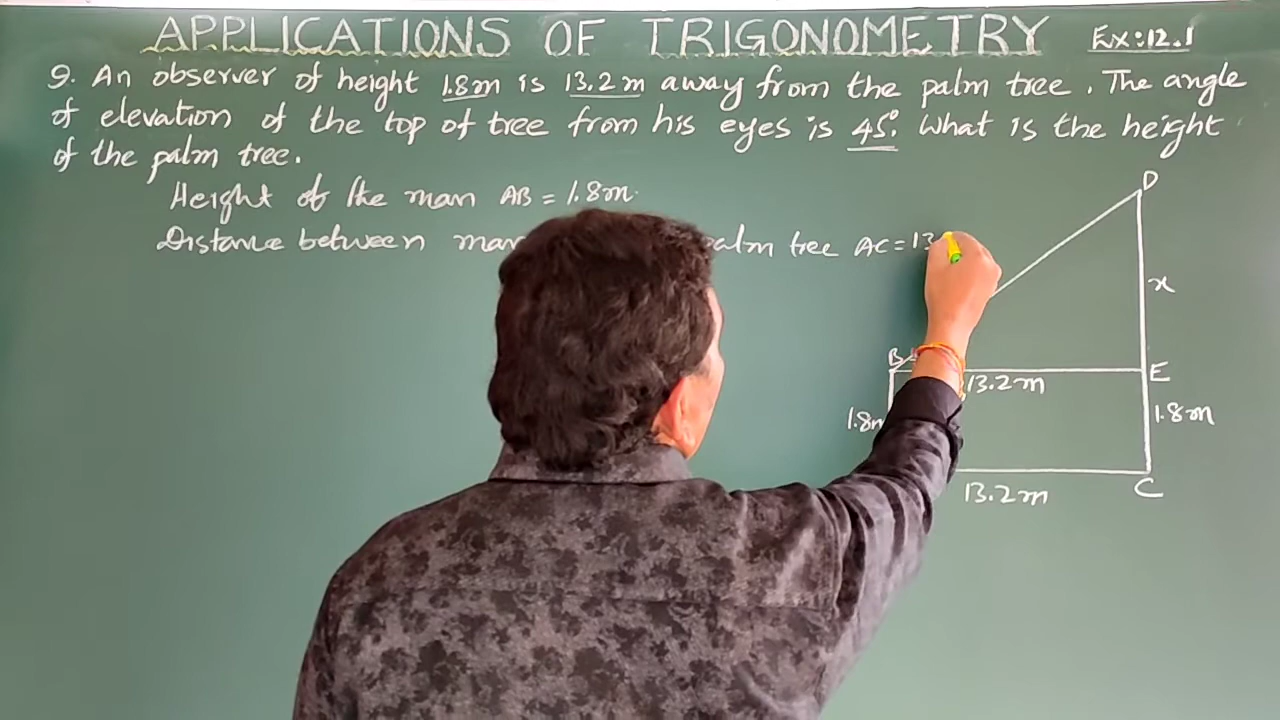 APPLICATIONS OF TRIGONOMETRY Ex:12.1
9. An observer of height 1.8m is 13.2 m away from the palm tree. The angle
of elevation of the top of tree from his eyes is 45°. What is the height
of the palm tree.
Height of the man AB = 1.8m.
Distance between man palm tree AC = 13
D
x
B
E
13.2m
1.8m
1.8m
13.2m
C